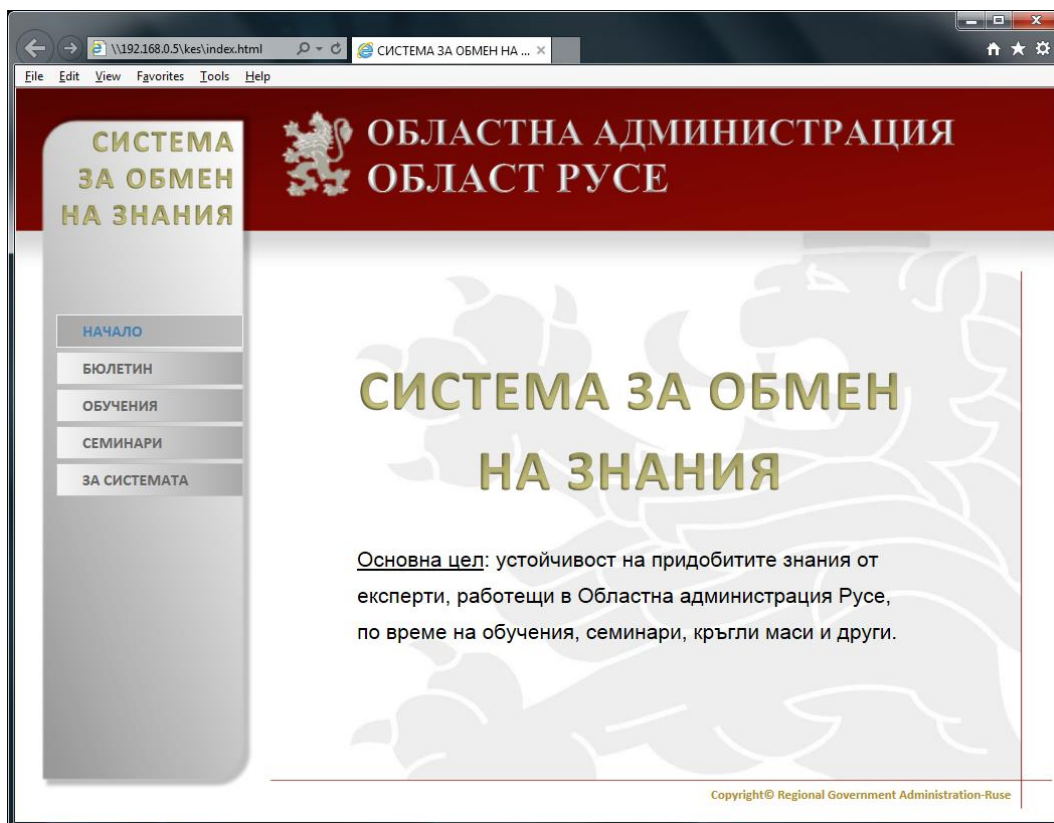 \\192.168.0.5\kes\index.html
СИСТЕМА ЗА ОБМЕН НА ...
File Edit View Favorites Tools Help
СИСТЕМА
ЗА ОБМЕН
НА ЗНАНИЯ
ОБЛАСТНА АДМИНИСТРАЦИЯ
ОБЛАСТ РУСЕ
НАЧАЛО
БЮЛЕТИН
ОБУЧЕНИЯ
СЕМИНАРИ
ЗА СИСТЕМАТА
СИСТЕМА ЗА ОБМЕН
НА ЗНАНИЯ
Основна цел: устойчивост на придобитите знания от
експерти, работещи в Областна администрация Русе,
по време на обучения, семинари, кръгли маси и други.
Copyright© Regional Government Administration-Ruse